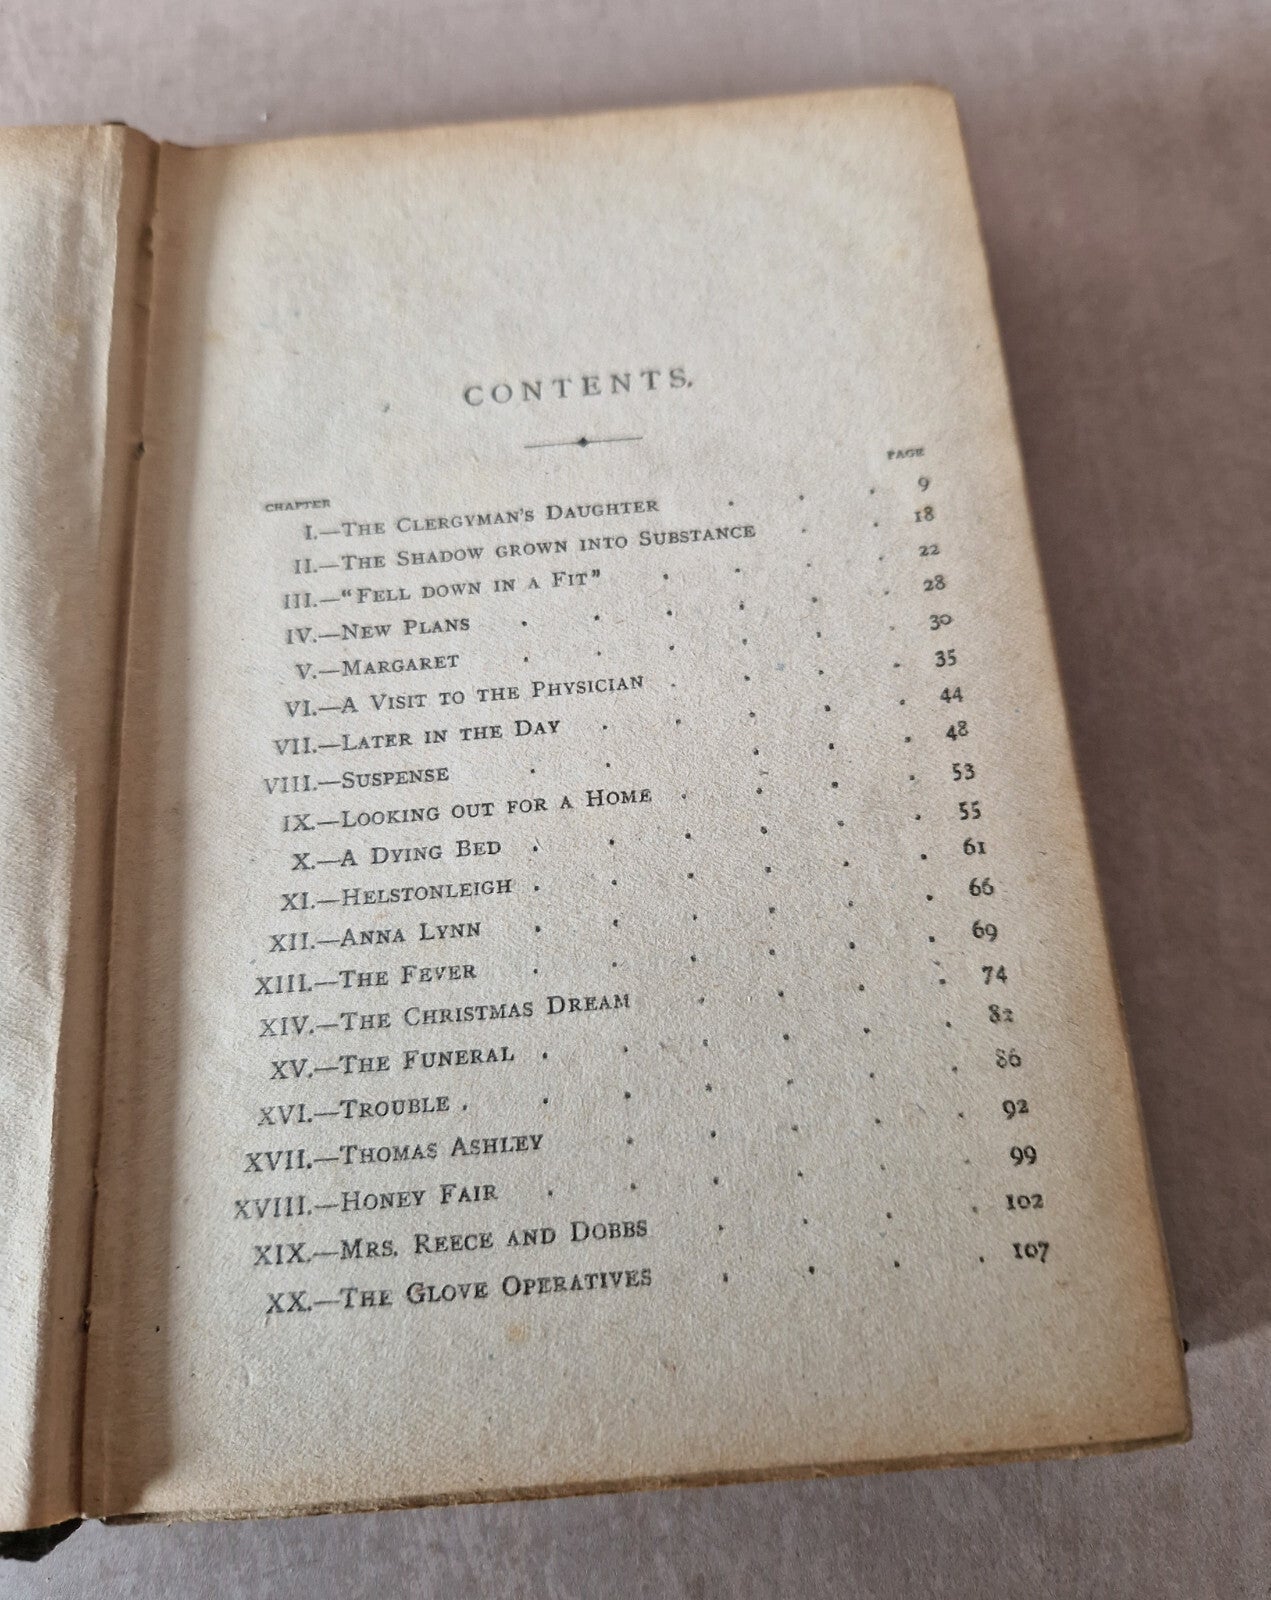 CONTENTS.
CHAPTER PAGE
I.—THE CLERGYMAN'S DAUGHTER . . . 9
II.—THE SHADOW GROWN INTO SUBSTANCE . . 18
III.—"FELL DOWN IN A FIT" . . . . 22
IV.—NEW PLANS . . . . . . 28
V.—MARGARET . . . . . . 30
VI.—A VISIT TO THE PHYSICIAN . . . . 35
VII.—LATER IN THE DAY . . . . . 44
VIII.—SUSPENSE . . . . . . 48
IX.—LOOKING OUT FOR A HOME . . . . 53
X.—A DYING BED . . . . . . 55
XI.—HELSTONLEIGH . . . . . . 61
XII.—ANNA LYNN . . . . . . 66
XIII.—THE FEVER . . . . . . 69
XIV.—THE CHRISTMAS DREAM . . . . 74
XV.—THE FUNERAL . . . . . . 82
XVI.—TROUBLE . . . . . . . 86
XVII.—THOMAS ASHLEY . . . . . 92
XVIII.—HONEY FAIR . . . . . . 99
XIX.—MRS. REECE AND DOBBS . . . . 102
XX.—THE GLOVE OPERATIVES . . . . 107